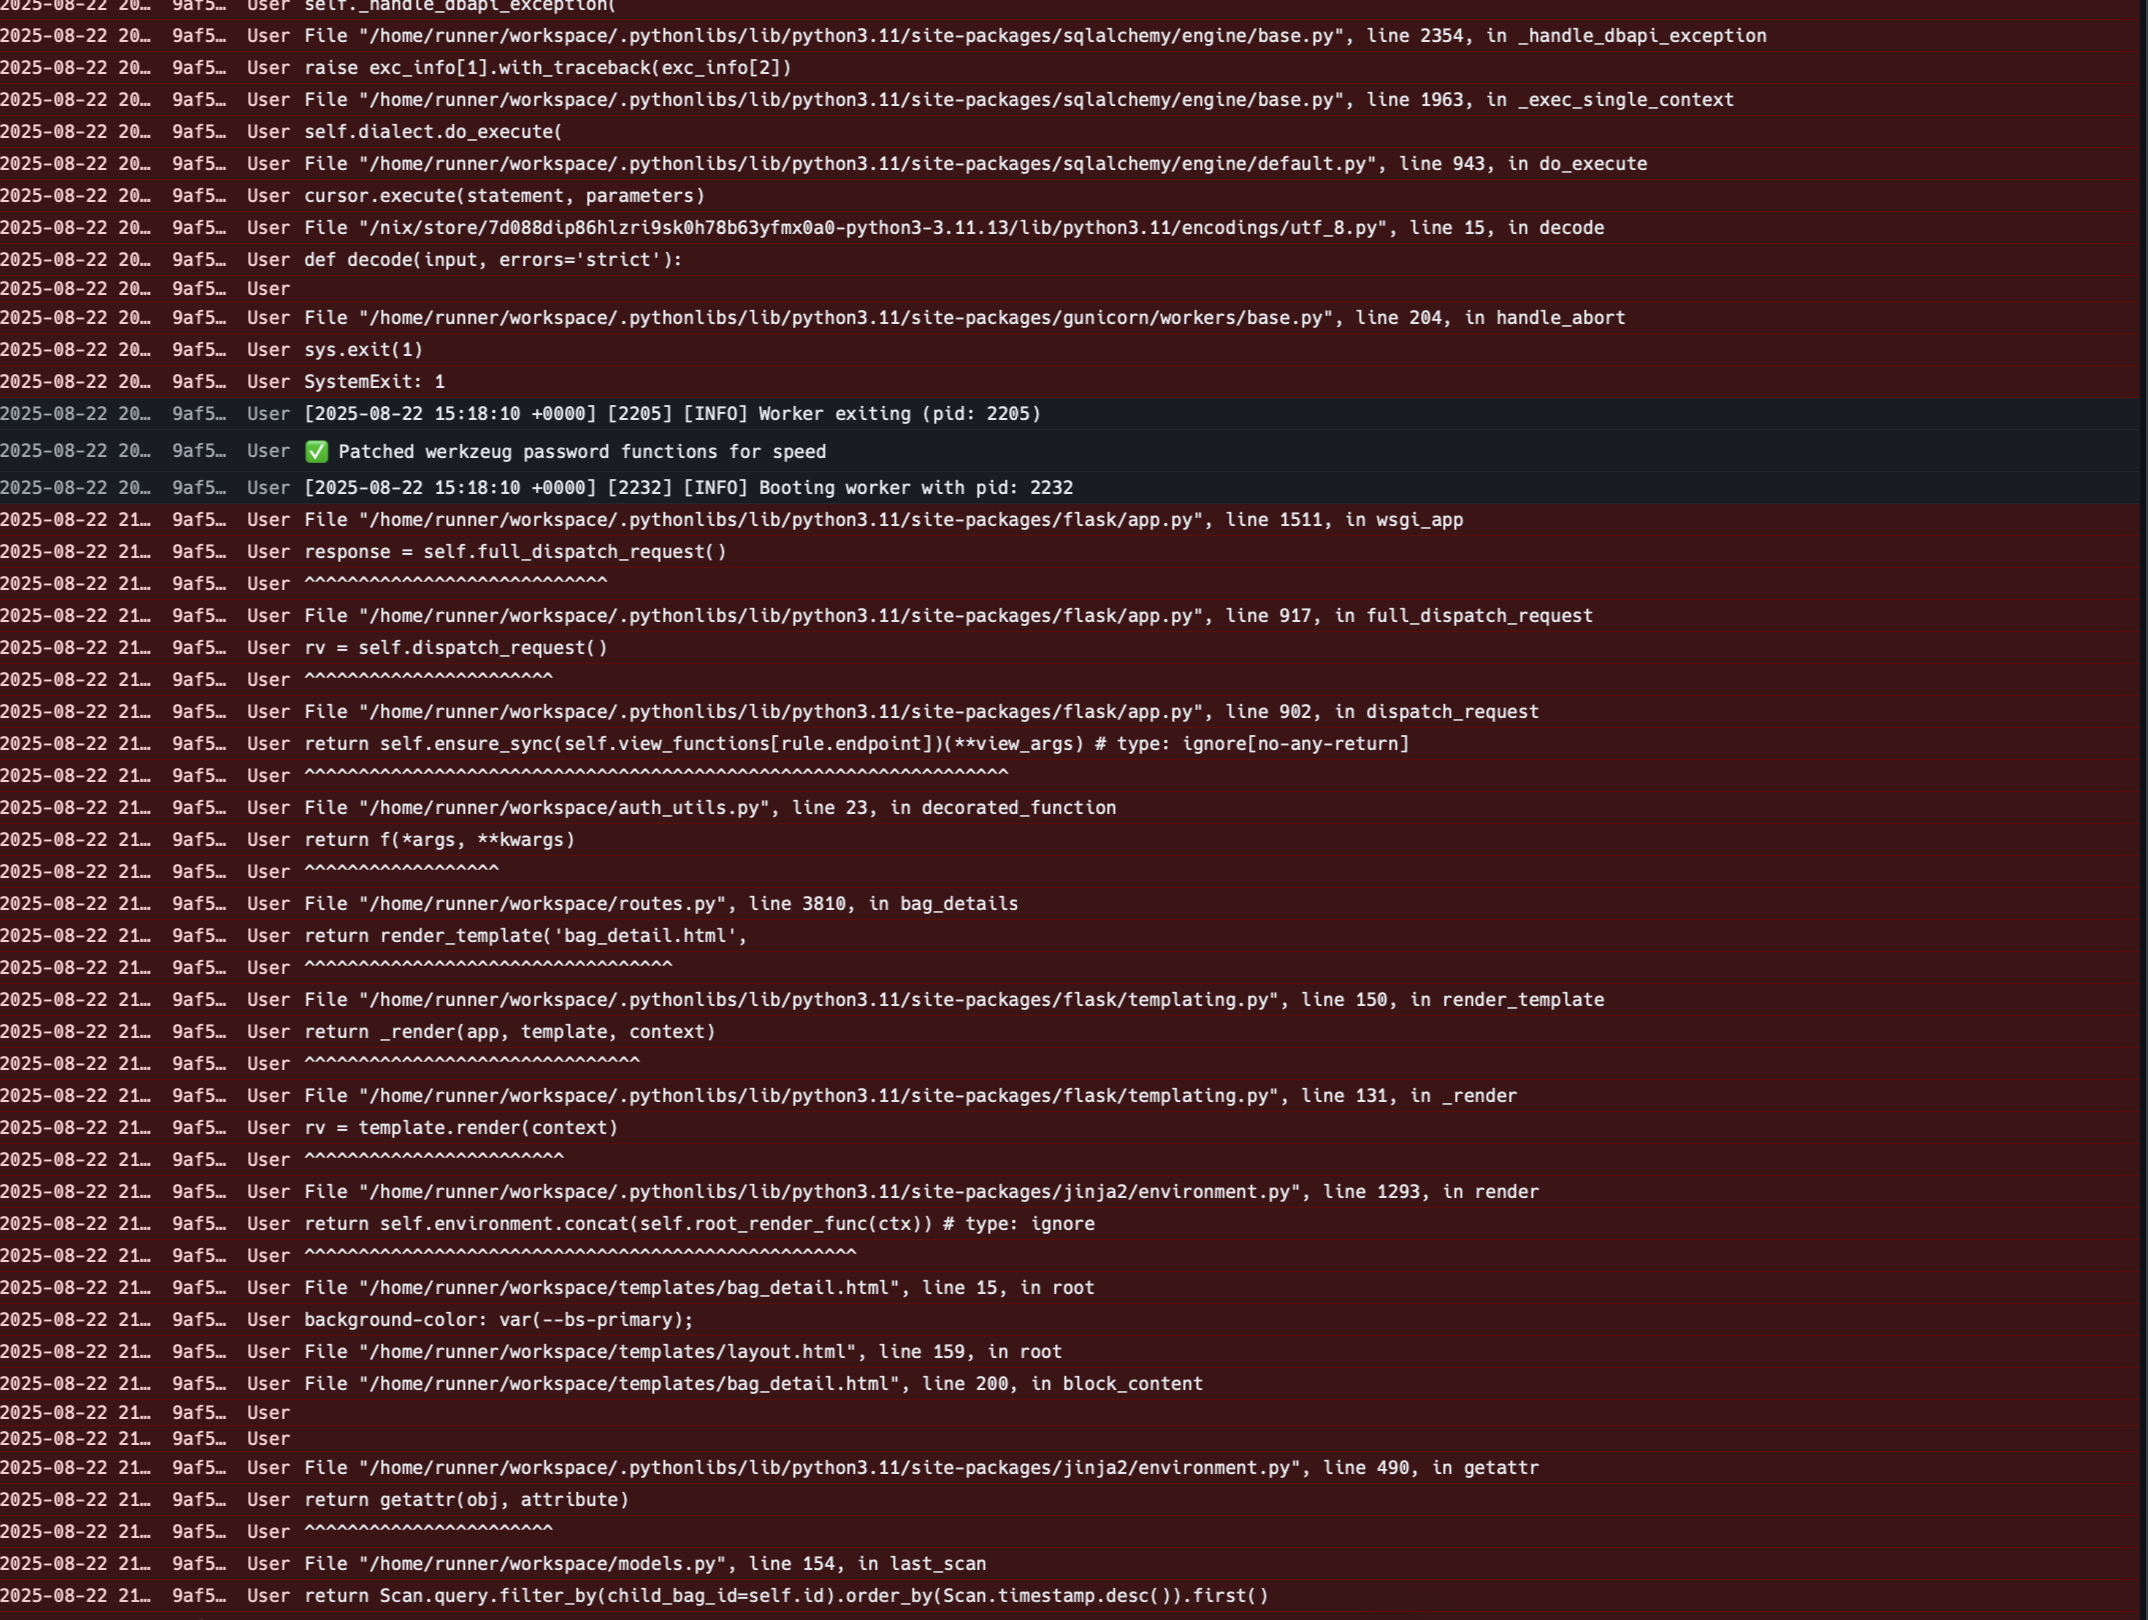 2025-08-22 20… 9af5… User self._handle_dbapi_exception(
2025-08-22 20… 9af5… User File "/home/runner/workspace/.pythonlibs/lib/python3.11/site-packages/sqlalchemy/engine/base.py", line 2354, in _handle_dbapi_exception
2025-08-22 20… 9af5… User raise exc_info[1].with_traceback(exc_info[2])
2025-08-22 20… 9af5… User File "/home/runner/workspace/.pythonlibs/lib/python3.11/site-packages/sqlalchemy/engine/base.py", line 1963, in _exec_single_context
2025-08-22 20… 9af5… User self.dialect.do_execute(
2025-08-22 20… 9af5… User File "/home/runner/workspace/.pythonlibs/lib/python3.11/site-packages/sqlalchemy/engine/default.py", line 943, in do_execute
2025-08-22 20… 9af5… User cursor.execute(statement, parameters)
2025-08-22 20… 9af5… User File "/nix/store/7d088dip86hlzri9sk0h78b63yfmx0a0-python3-3.11.13/lib/python3.11/encodings/utf_8.py", line 15, in decode
2025-08-22 20… 9af5… User def decode(input, errors='strict'):
2025-08-22 20… 9af5… User
2025-08-22 20… 9af5… User File "/home/runner/workspace/.pythonlibs/lib/python3.11/site-packages/gunicorn/workers/base.py", line 204, in handle_abort
2025-08-22 20… 9af5… User sys.exit(1)
2025-08-22 20… 9af5… User SystemExit: 1
2025-08-22 20… 9af5… User [2025-08-22 15:18:10 +0000] [2205] [INFO] Worker exiting (pid: 2205)
2025-08-22 20… 9af5… User ✅ Patched werkzeug password functions for speed
2025-08-22 20… 9af5… User [2025-08-22 15:18:10 +0000] [2232] [INFO] Booting worker with pid: 2232
2025-08-22 21… 9af5… User File "/home/runner/workspace/.pythonlibs/lib/python3.11/site-packages/flask/app.py", line 1511, in wsgi_app
2025-08-22 21… 9af5… User response = self.full_dispatch_request()
2025-08-22 21… 9af5… User ^^^^^^^^^^^^^^^^^^^^^^^^^^^^
2025-08-22 21… 9af5… User File "/home/runner/workspace/.pythonlibs/lib/python3.11/site-packages/flask/app.py", line 917, in full_dispatch_request
2025-08-22 21… 9af5… User rv = self.dispatch_request()
2025-08-22 21… 9af5… User ^^^^^^^^^^^^^^^^^^^^^^^
2025-08-22 21… 9af5… User File "/home/runner/workspace/.pythonlibs/lib/python3.11/site-packages/flask/app.py", line 902, in dispatch_request
2025-08-22 21… 9af5… User return self.ensure_sync(self.view_functions[rule.endpoint])(**view_args) # type: ignore[no-any-return]
2025-08-22 21… 9af5… User ^^^^^^^^^^^^^^^^^^^^^^^^^^^^^^^^^^^^^^^^^^^^^^^^^^^^^^^^^^^^^^^^^
2025-08-22 21… 9af5… User File "/home/runner/workspace/auth_utils.py", line 23, in decorated_function
2025-08-22 21… 9af5… User return f(*args, **kwargs)
2025-08-22 21… 9af5… User ^^^^^^^^^^^^^^^^^^
2025-08-22 21… 9af5… User File "/home/runner/workspace/routes.py", line 3810, in bag_details
2025-08-22 21… 9af5… User return render_template('bag_detail.html',
2025-08-22 21… 9af5… User ^^^^^^^^^^^^^^^^^^^^^^^^^^^^^^^^^^
2025-08-22 21… 9af5… User File "/home/runner/workspace/.pythonlibs/lib/python3.11/site-packages/flask/templating.py", line 150, in render_template
2025-08-22 21… 9af5… User return _render(app, template, context)
2025-08-22 21… 9af5… User ^^^^^^^^^^^^^^^^^^^^^^^^^^^^^^^
2025-08-22 21… 9af5… User File "/home/runner/workspace/.pythonlibs/lib/python3.11/site-packages/flask/templating.py", line 131, in _render
2025-08-22 21… 9af5… User rv = template.render(context)
2025-08-22 21… 9af5… User ^^^^^^^^^^^^^^^^^^^^^^^^
2025-08-22 21… 9af5… User File "/home/runner/workspace/.pythonlibs/lib/python3.11/site-packages/jinja2/environment.py", line 1293, in render
2025-08-22 21… 9af5… User return self.environment.concat(self.root_render_func(ctx)) # type: ignore
2025-08-22 21… 9af5… User ^^^^^^^^^^^^^^^^^^^^^^^^^^^^^^^^^^^^^^^^^^^^^^^^^^^
2025-08-22 21… 9af5… User File "/home/runner/workspace/templates/bag_detail.html", line 15, in root
2025-08-22 21… 9af5… User background-color: var(--bs-primary);
2025-08-22 21… 9af5… User File "/home/runner/workspace/templates/layout.html", line 159, in root
2025-08-22 21… 9af5… User File "/home/runner/workspace/templates/bag_detail.html", line 200, in block_content
2025-08-22 21… 9af5… User
2025-08-22 21… 9af5… User
2025-08-22 21… 9af5… User File "/home/runner/workspace/.pythonlibs/lib/python3.11/site-packages/jinja2/environment.py", line 490, in getattr
2025-08-22 21… 9af5… User return getattr(obj, attribute)
2025-08-22 21… 9af5… User ^^^^^^^^^^^^^^^^^^^^^^^
2025-08-22 21… 9af5… User File "/home/runner/workspace/models.py", line 154, in last_scan
2025-08-22 21… 9af5… User return Scan.query.filter_by(child_bag_id=self.id).order_by(Scan.timestamp.desc()).first()